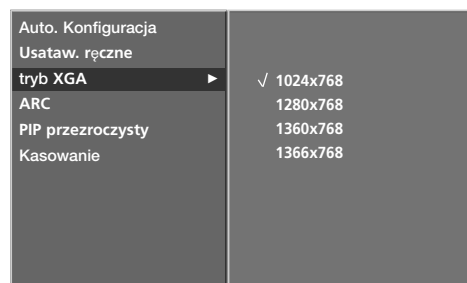 Auto. Konfiguracja
Usataw. ręczne
tryb XGA ►
ARC
PIP przezroczysty
Kasowanie
√ 1024x768
1280x768
1360x768
1366x768